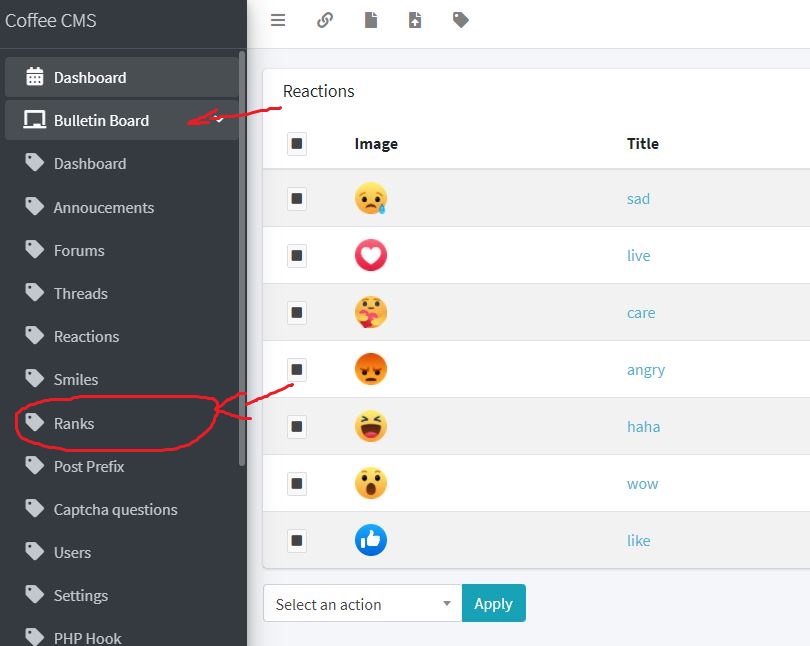 Coffee CMS
Dashboard
Bulletin Board
Dashboard
Annoucements
Forums
Threads
Reactions
Smiles
Ranks
Post Prefix
Captcha questions
Users
Settings
PHP Hook
Reactions
Image Title
sad
live
care
angry
haha
wow
like
Select an action Apply